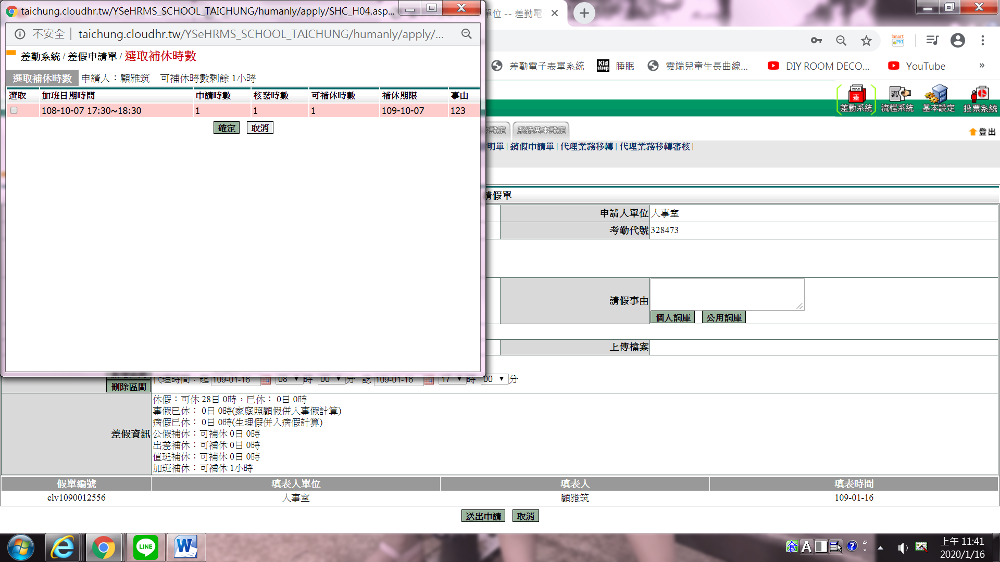 taichung.cloudhr.tw/YSeHRMS_SCHOOL_TAICHUNG/humanly/apply/SHC_H04.asp...
單位 -- 差勤電
不安全 | taichung.cloudhr.tw/YSeHRMS_SCHOOL_TAICHUNG/humanly/apply/...
Smart ePKI
差勤系統 / 差假申請單 / 選取補休時數
差勤電子表單系統 Kid sleep 睡眠 雲端兒童生長曲線... DIY ROOM DECO... YouTube »
選取補休時數 申請人：顧雅筑 可補休時數剩餘 1小時
選取 加班日期時間 申請時數 核發時數 可補休時數 補休期限 事由
108-10-07 17:30~18:30 1 1 1 109-10-07 123
確定 取消
差勤系統 流程系統 基本設定 投票系統
設定 系統基本設定 登出
明單 | 銷假申請單 | 代理業務移轉 | 代理業務移轉審核 |
請假單
申請人單位 人事室
考勤代號 328473
請假事由
個人詞庫 公用詞庫
上傳檔案
代理時間：起 109-01-16 08 時 00 分 訖 109-01-16 17 時 00 分
刪除區間
差假資訊
休假：可休 28日 0時，已休： 0日 0時
事假已休： 0日 0時(家庭照顧假併入事假計算)
病假已休： 0日 0時(生理假併入病假計算)
公假補休：可補休 0日 0時
出差補休：可補休 0日 0時
值班補休：可補休 0日 0時
加班補休：可補休 1小時
假單編號 填表人單位 填表人 填表時間
clv1090012556 人事室 顧雅筑 109-01-16
送出申請 取消
LINE
倉 A
上午 11:41
2020/1/16